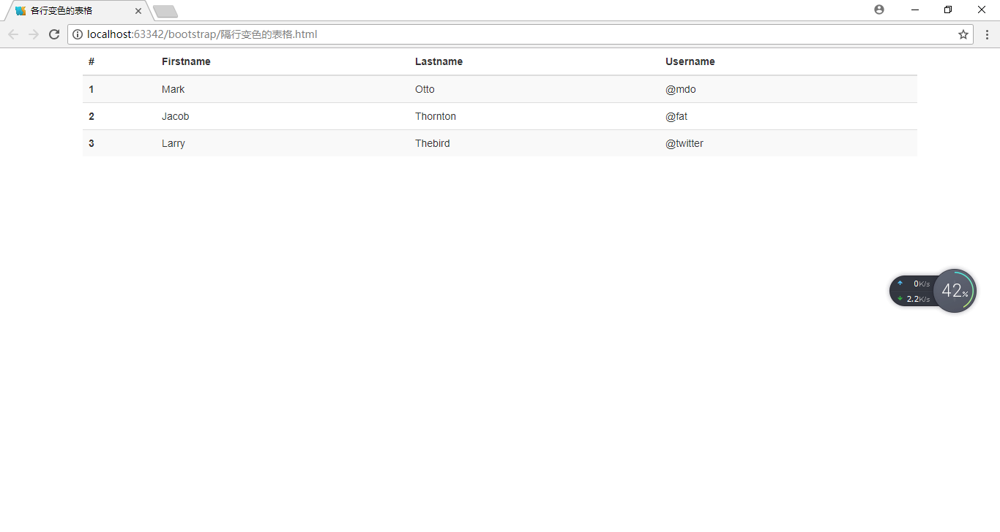 各行变色的表格
localhost:63342/bootstrap/隔行变色的表格.html
# Firstname Lastname Username
1 Mark Otto @mdo
2 Jacob Thornton @fat
3 Larry Thebird @twitter
0K/s
2.2K/s
42%